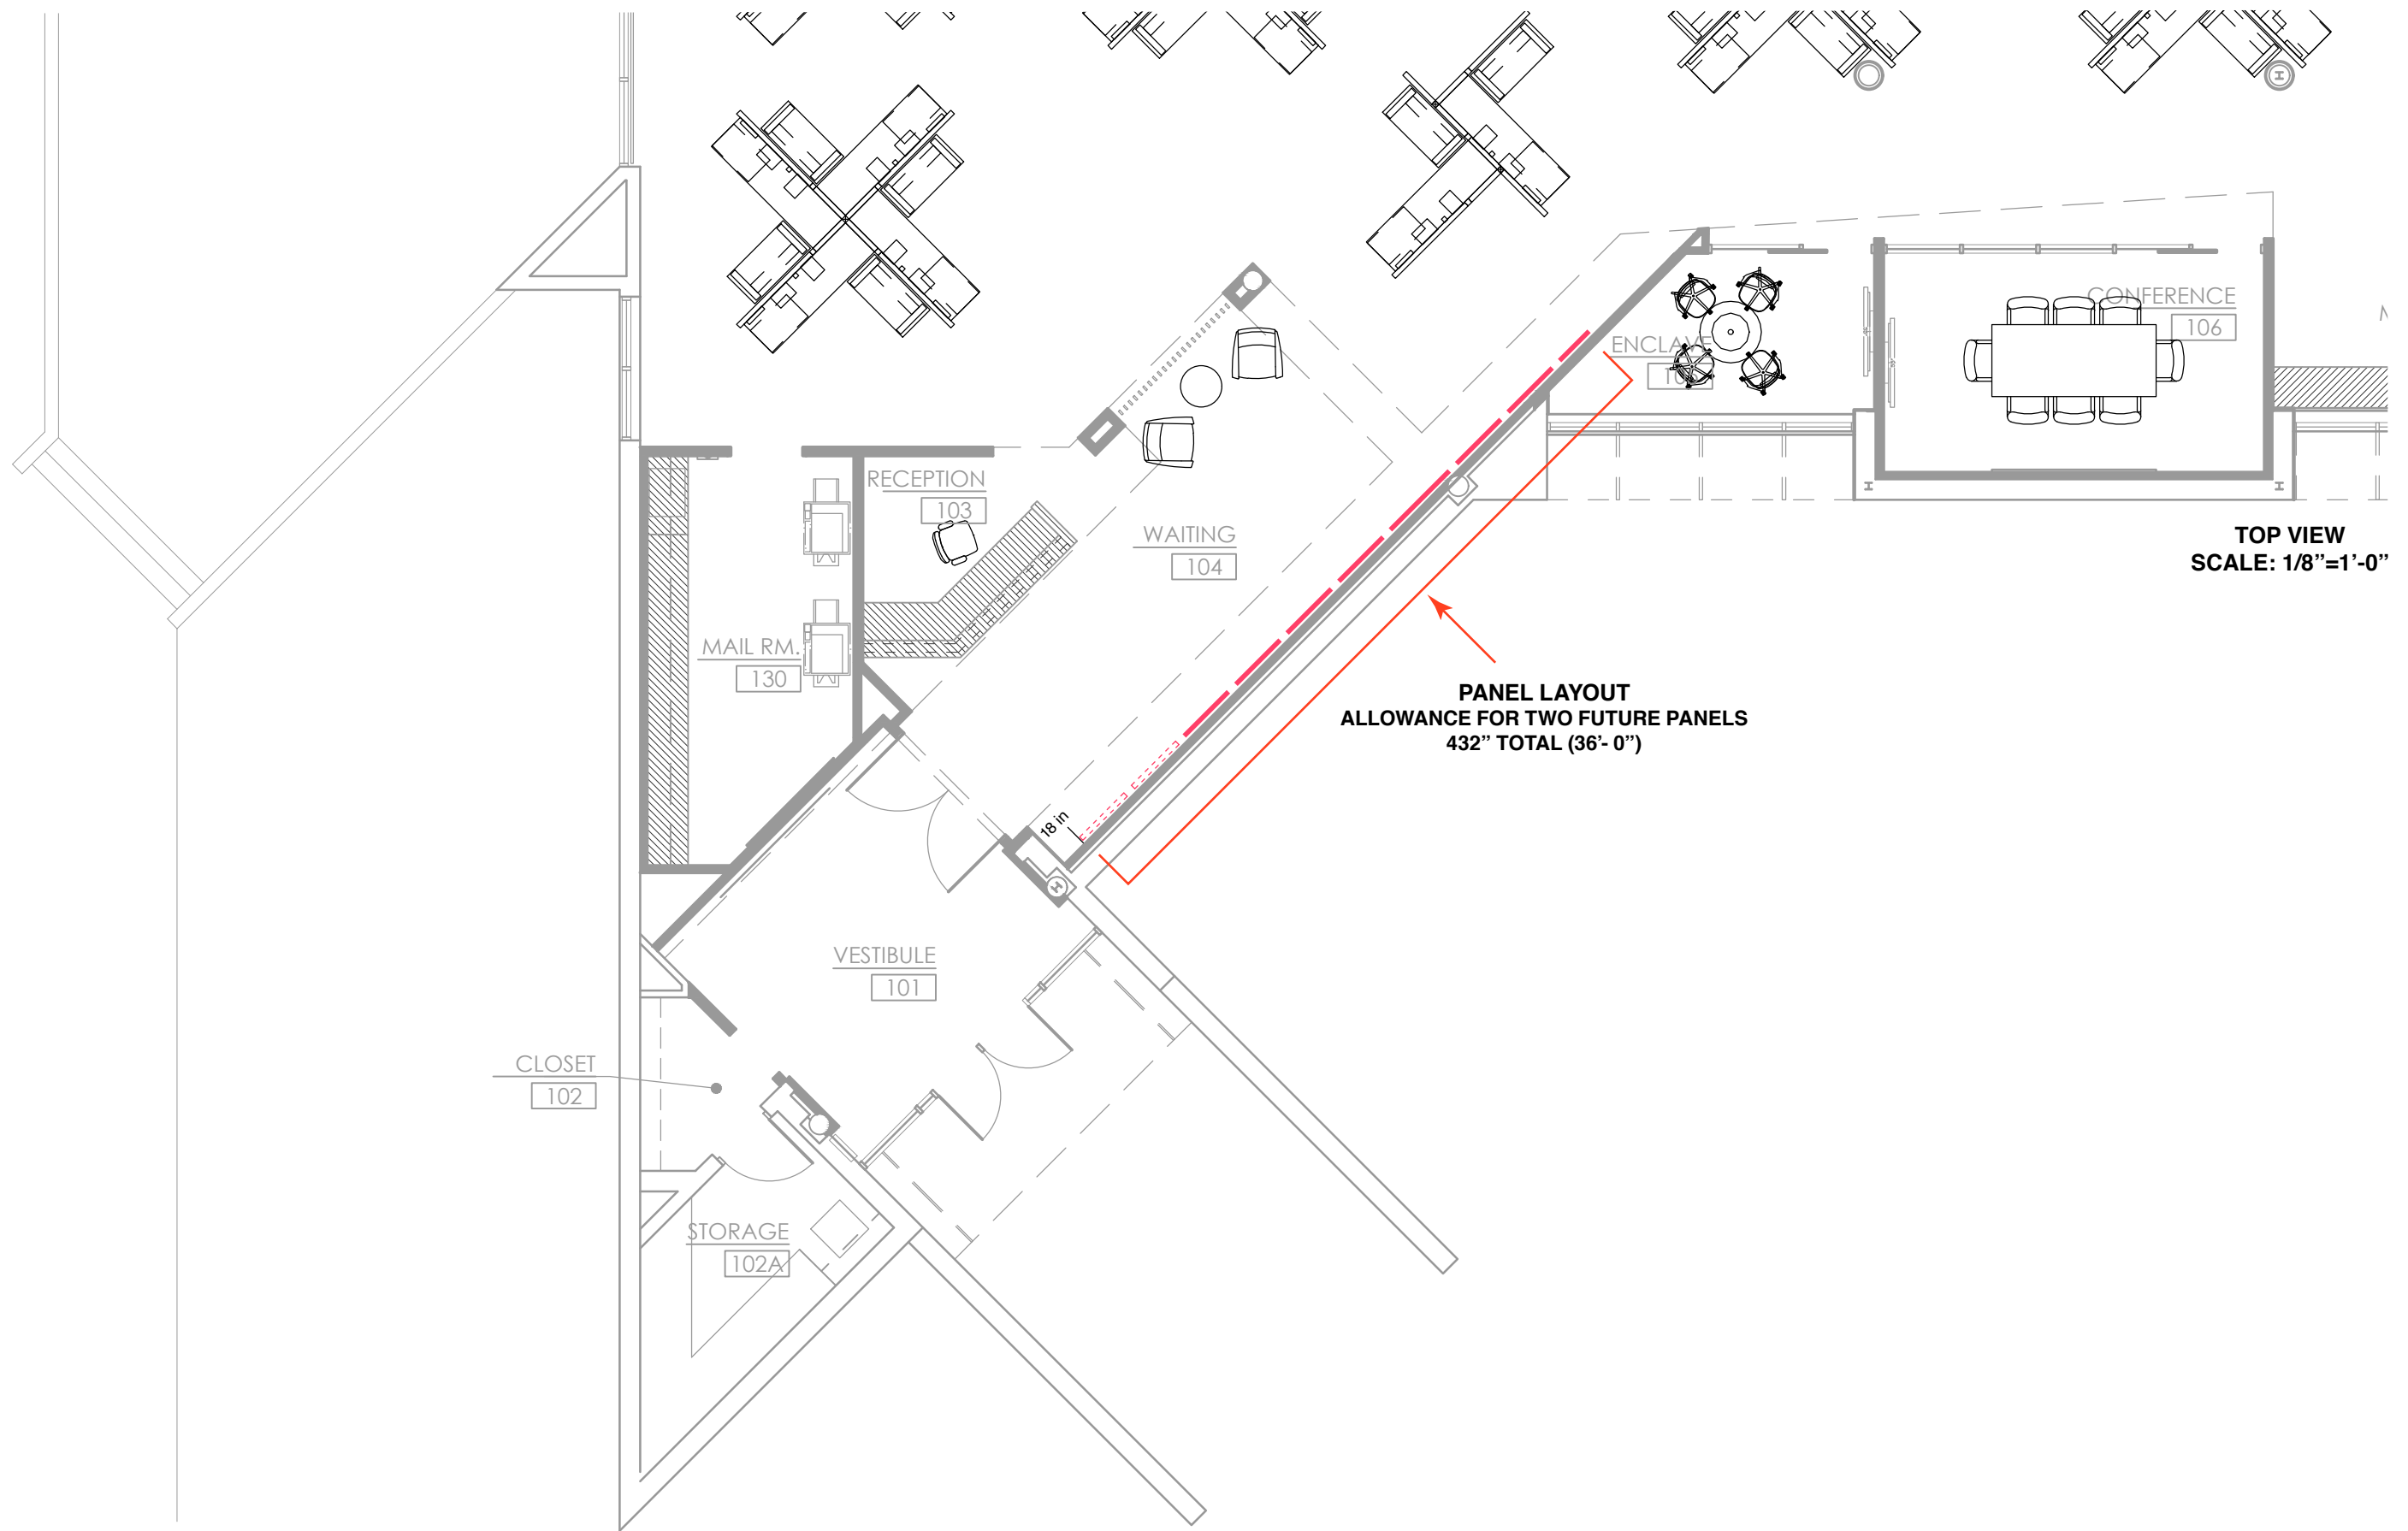 CONFERENCE
106
ENCLAVE
RECEPTION
103
WAITING
104
TOP VIEW
SCALE: 1/8”=1’-0”
MAIL RM.
130
PANEL LAYOUT
ALLOWANCE FOR TWO FUTURE PANELS
432” TOTAL (36’- 0”)
18 in
VESTIBULE
101
CLOSET
102
STORAGE
102A